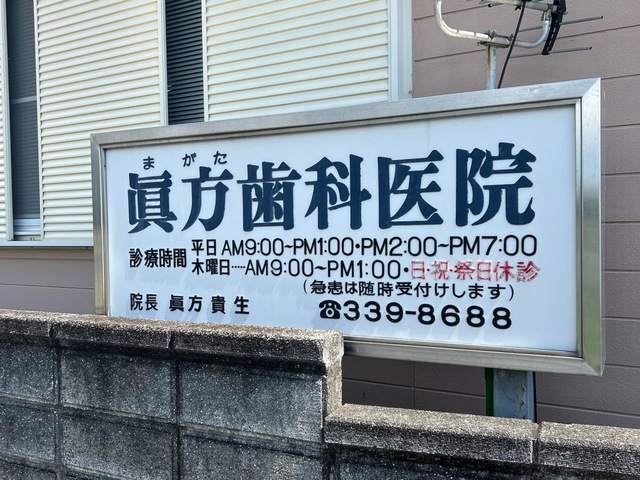 まがた
眞方歯科医院
診療時間 平日 AM9:00~PM1:00・PM2:00~PM7:00
木曜日‥‥AM9:00~PM1:00・日・祝・祭日休診
(急患は随時受付けします)
院長 眞方貴生 ☎339-8688